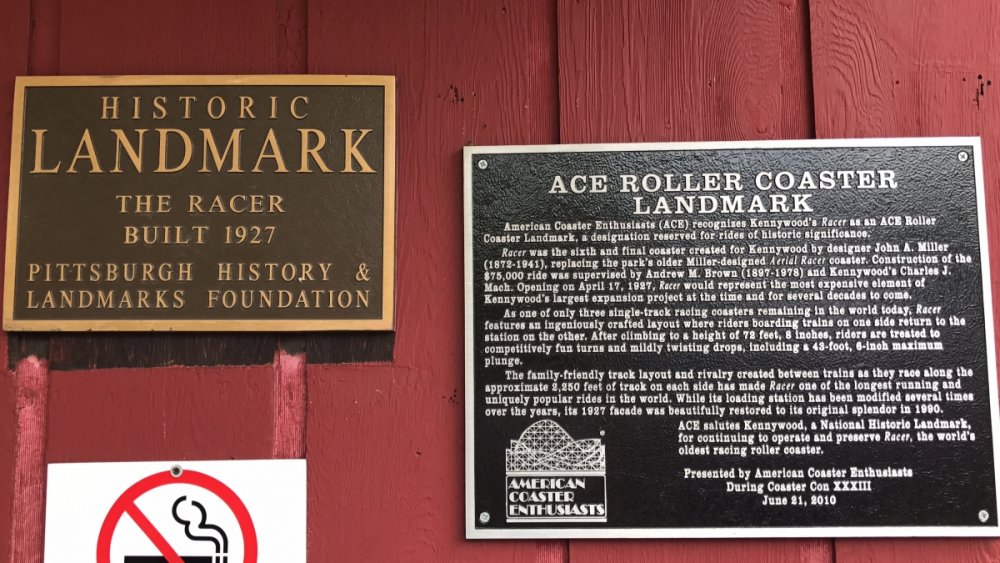 HISTORIC
LANDMARK
THE RACER
BUILT 1927
PITTSBURGH HISTORY &
LANDMARKS FOUNDATION
ACE ROLLER COASTER
LANDMARK
American Coaster Enthusiasts (ACE) recognizes Kennywood's Racer as an ACE Roller
Coaster Landmark, a designation reserved for rides of historic significance.
Racer was the sixth and final coaster created for Kennywood by designer John A. Miller
(1872-1941), replacing the park's older Miller-designed Aerial Racer coaster. Construction of the
$75,000 ride was supervised by Andrew M. Brown (1897-1978) and Kennywood's Charles J.
Mach. Opening on April 17, 1927, Racer would represent the most expensive element of
Kennywood's largest expansion project at the time and for several decades to come.
As one of only three single-track racing coasters remaining in the world today, Racer
features an ingeniously crafted layout where riders boarding trains on one side return to the
station on the other. After climbing to a height of 72 feet, 8 inches, riders are treated to
competitively fun turns and mildly twisting drops, including a 43-foot, 6-inch maximum
plunge.
The family-friendly track layout and rivalry created between trains as they race along the
approximate 2,250 feet of track on each side has made Racer one of the longest running and
uniquely popular rides in the world. While its loading station has been modified several times
over the years, its 1927 facade was beautifully restored to its original splendor in 1990.
ACE salutes Kennywood, a National Historic Landmark,
for continuing to operate and preserve Racer, the world's
oldest racing roller coaster.
Presented by American Coaster Enthusiasts
During Coaster Con XXXIII
June 21, 2010
AMERICAN
COASTER
ENTHUSIASTS